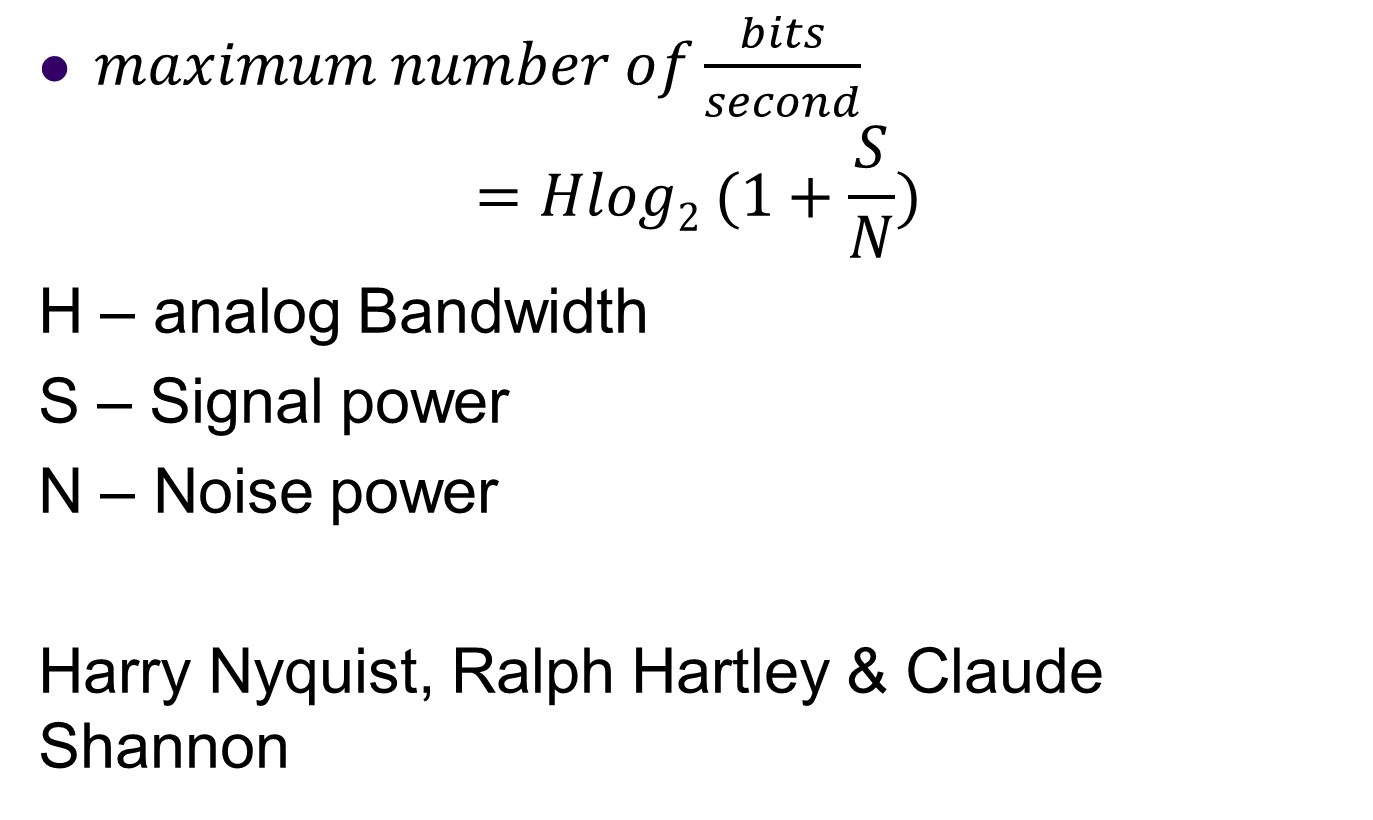 • maximum number of bits/second
= Hlog₂ (1 + S/N)
H – analog Bandwidth
S – Signal power
N – Noise power
Harry Nyquist, Ralph Hartley & Claude
Shannon